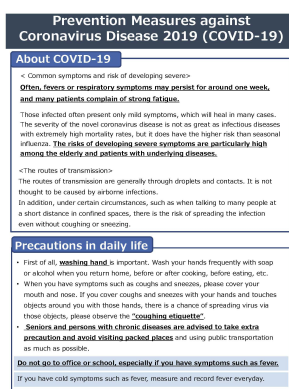 Prevention Measures against
Coronavirus Disease 2019 (COVID-19)
About COVID-19
< Common symptoms and risk of developing severe>
Often, fevers or respiratory symptoms may persist for around one week,
and many patients complain of strong fatigue.
Those infected often present only mild symptoms, which will heal in many cases.
The severity of the novel coronavirus disease is not as great as infectious diseases
with extremely high mortality rates, but it does have the higher risk than seasonal
influenza. The risks of developing severe symptoms are particularly high
among the elderly and patients with underlying diseases.
<The routes of transmission>
The routes of transmission are generally through droplets and contacts. It is not
thought to be caused by airborne infections.
In addition, under certain circumstances, such as when talking to many people at
a short distance in confined spaces, there is the risk of spreading the infection
even without coughing or sneezing.
Precautions in daily life
• First of all, washing hand is important. Wash your hands frequently with soap
or alcohol when you return home, before or after cooking, before eating, etc.
• When you have symptoms such as coughs and sneezes, please cover your
mouth and nose. If you cover coughs and sneezes with your hands and touches
objects around you with those hands, there is a chance of spreading virus via
those objects, please observe the "coughing etiquette".
• Seniors and persons with chronic diseases are advised to take extra
precaution and avoid visiting packed places and using public transportation
as much as possible.
Do not go to office or school, especially if you have symptoms such as fever.
If you have cold symptoms such as fever, measure and record fever everyday.